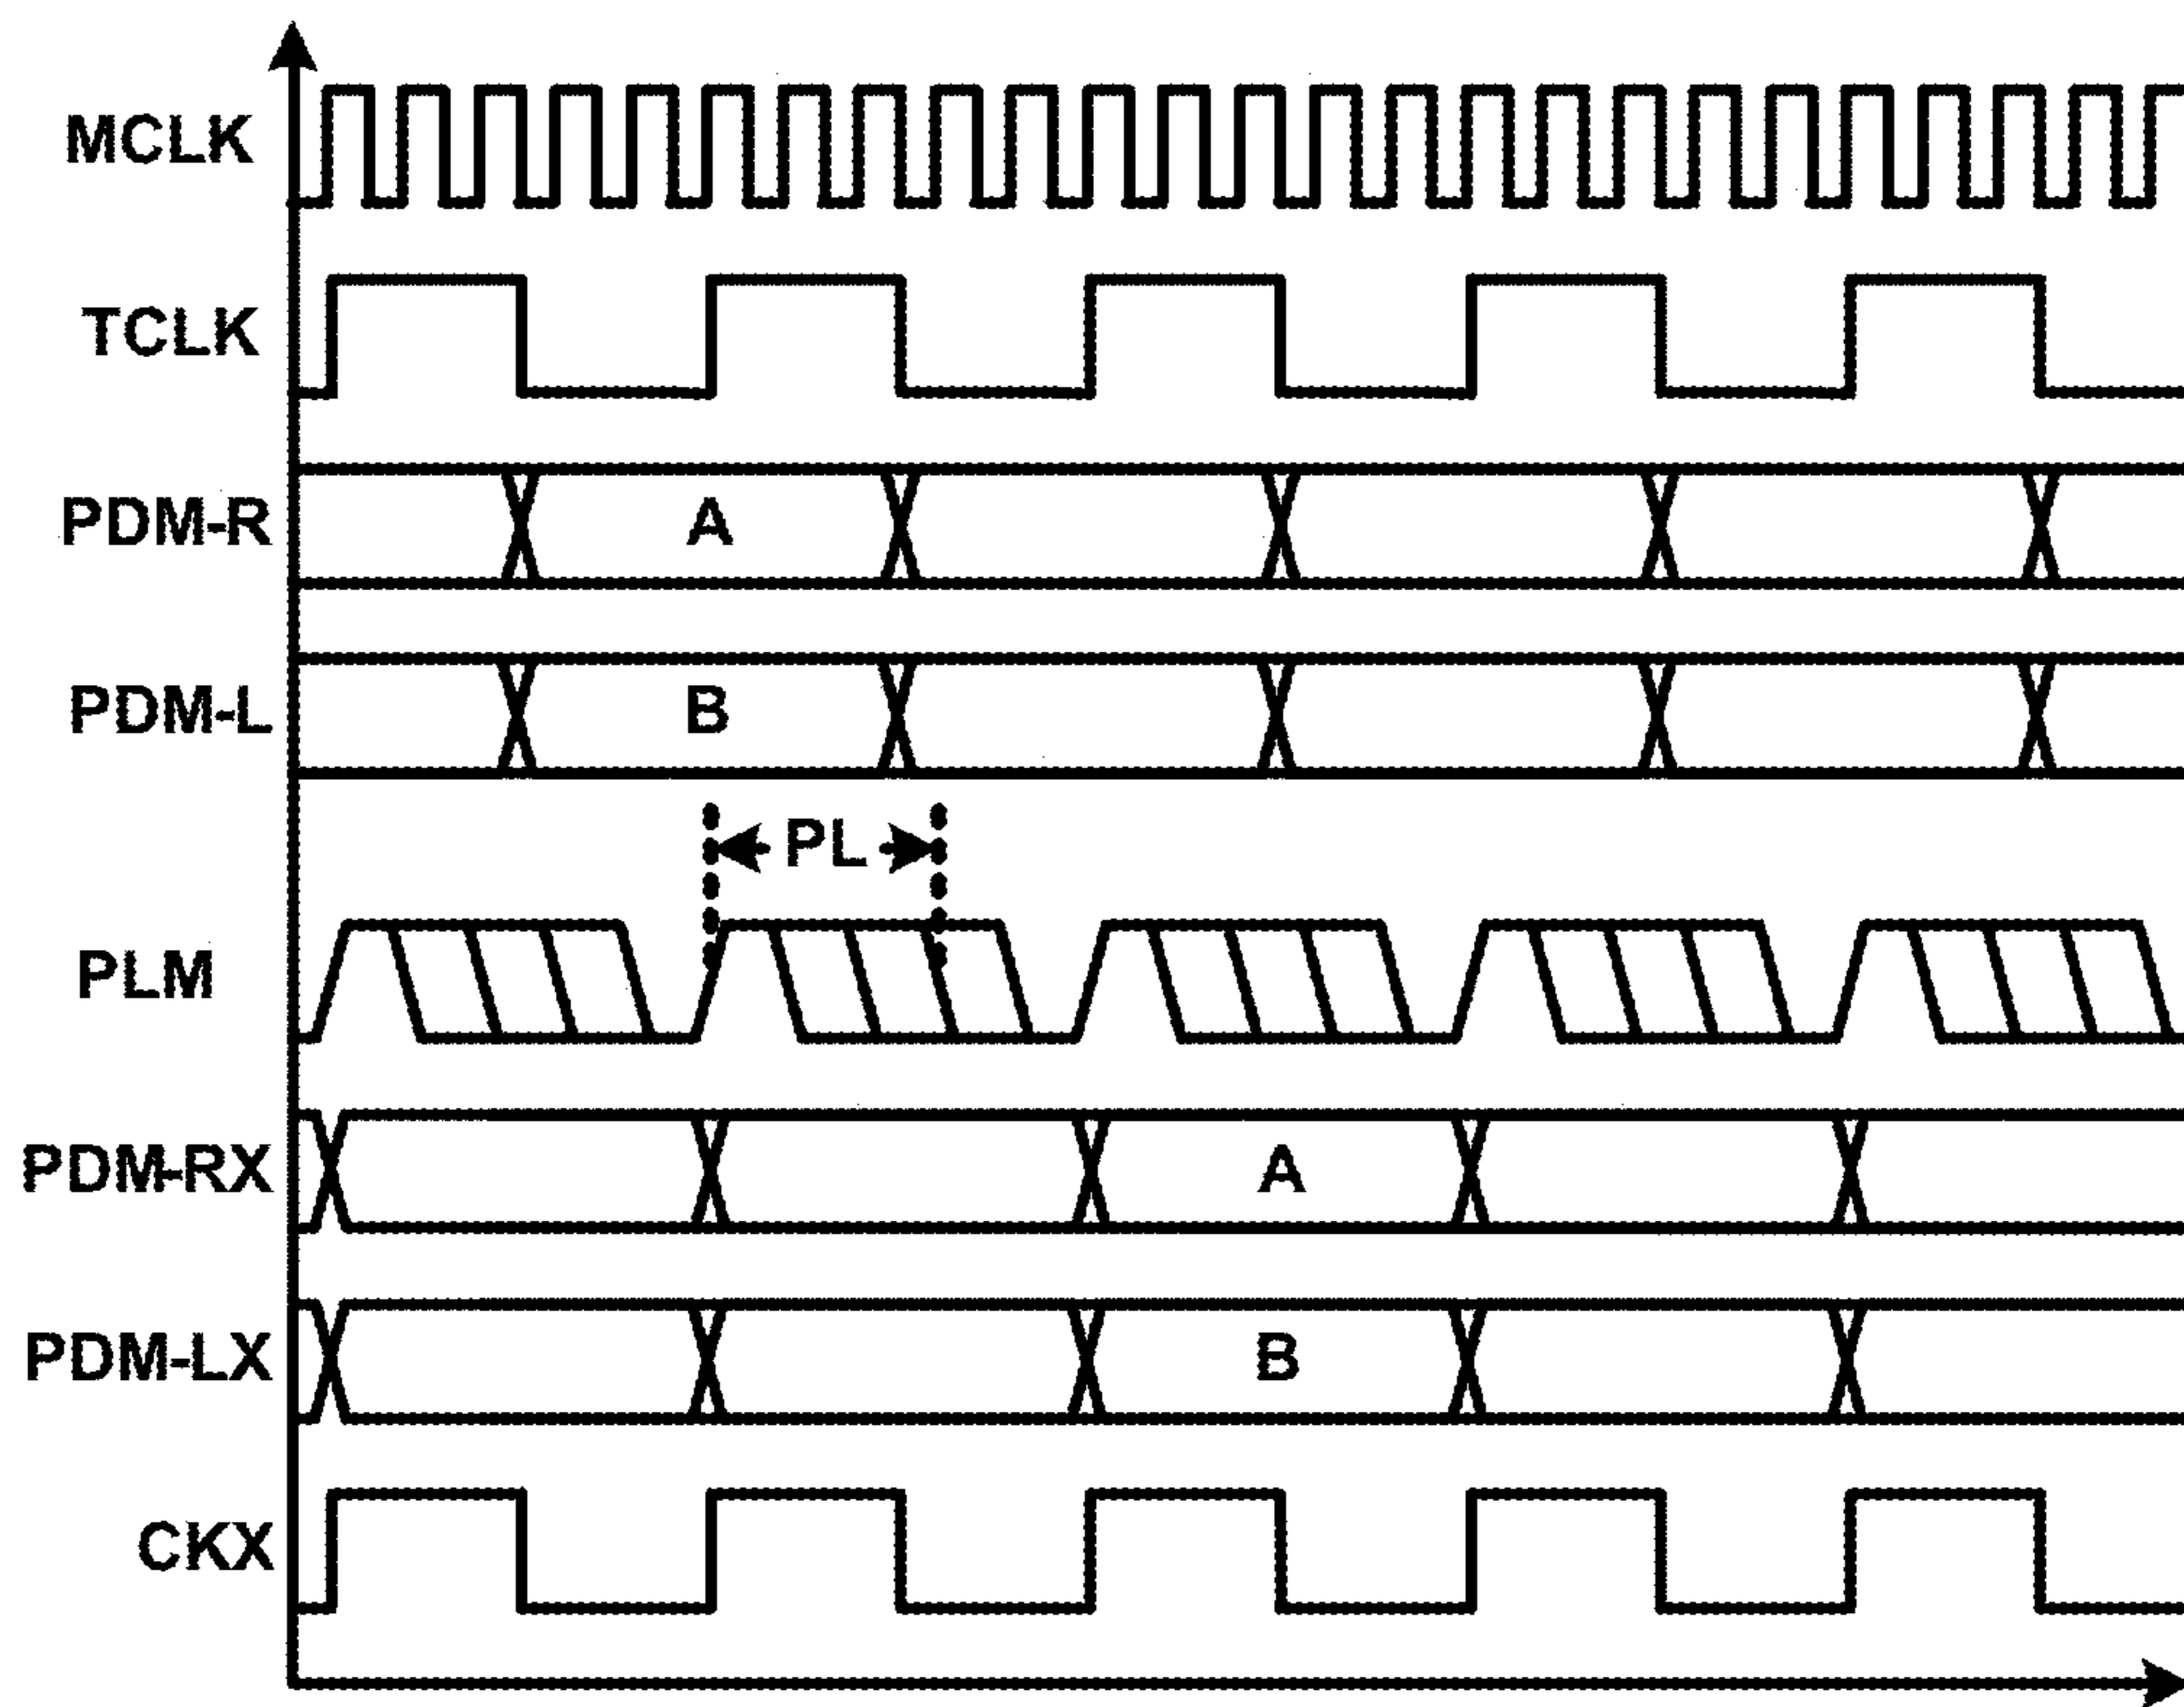 MCLK
TCLK
PDM-R
A
PDM-L
B
PL
PLM
PDM-RX
A
PDM-LX
B
CKX